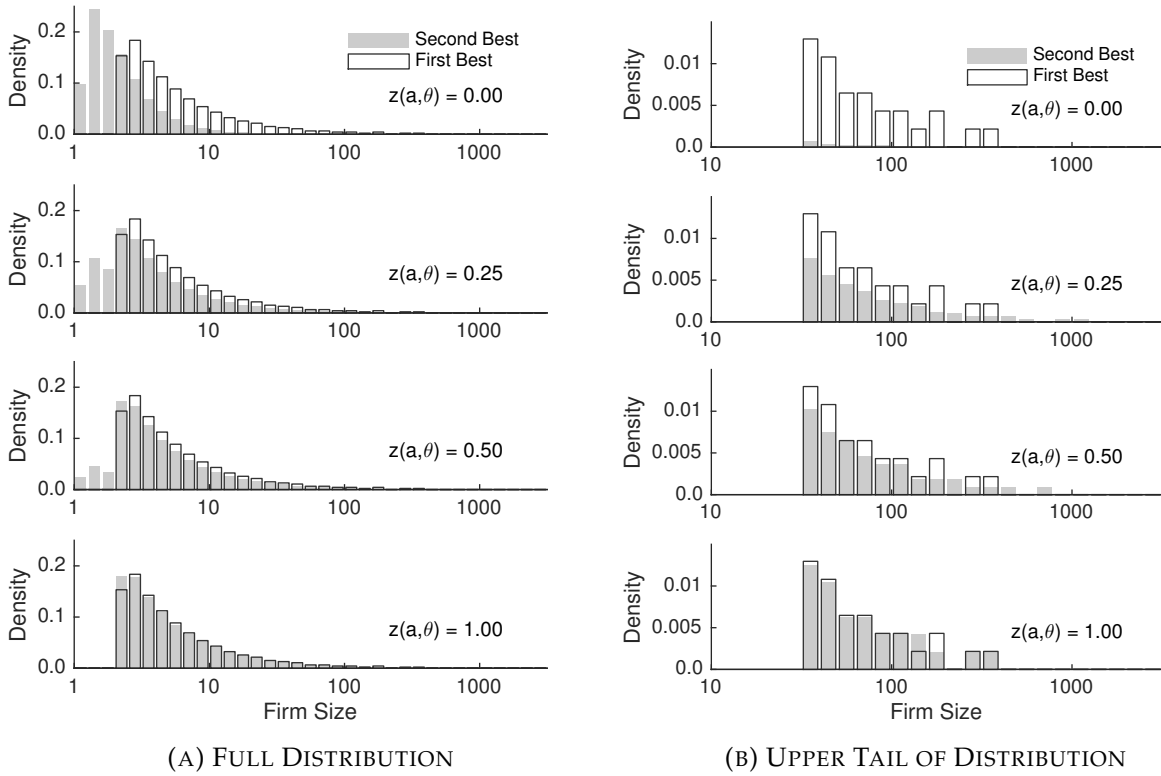 Density
0.2
0.1
0.0
Second Best
First Best
z(a,θ) = 0.00
1
10
100
1000
Density
0.2
0.1
0.0
z(a,θ) = 0.25
1
10
100
1000
Density
0.2
0.1
0.0
z(a,θ) = 0.50
1
10
100
1000
Density
0.2
0.1
0.0
z(a,θ) = 1.00
1
10
100
1000
Firm Size
(A) FULL DISTRIBUTION
Density
0.01
0.005
0.0
Second Best
First Best
z(a,θ) = 0.00
10
100
1000
Density
0.01
0.005
0.0
z(a,θ) = 0.25
10
100
1000
Density
0.01
0.005
0.0
z(a,θ) = 0.50
10
100
1000
Density
0.01
0.005
0.0
z(a,θ) = 1.00
10
100
1000
Firm Size
(B) UPPER TAIL OF DISTRIBUTION